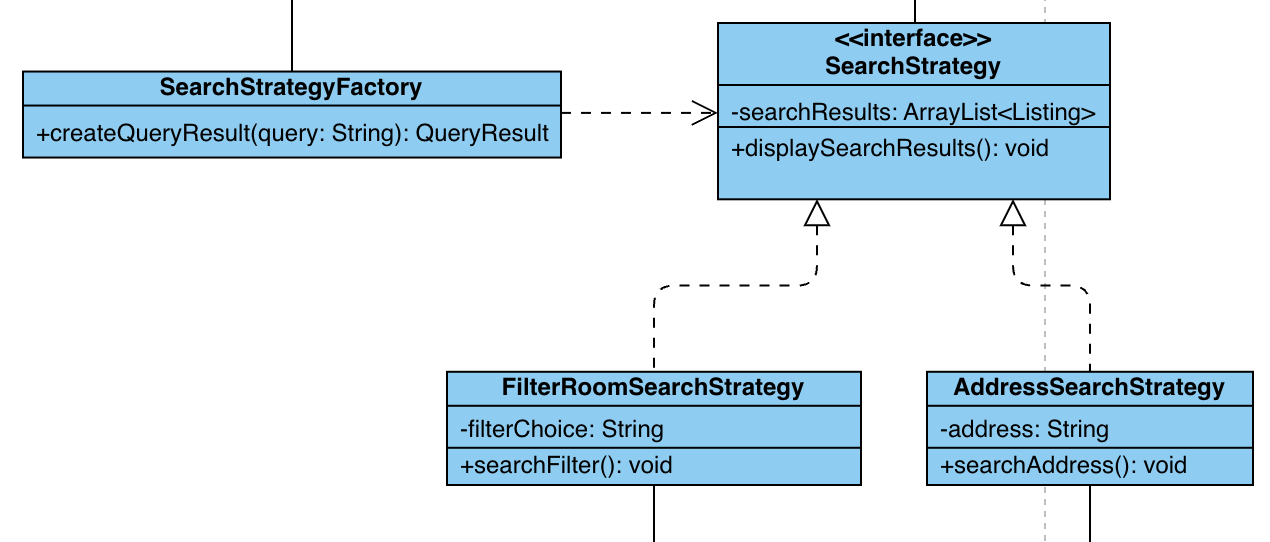 SearchStrategyFactory
+createQueryResult(query: String): QueryResult
<<interface>>
SearchStrategy
-searchResults: ArrayList<Listing>
+displaySearchResults(): void
FilterRoomSearchStrategy
-filterChoice: String
+searchFilter(): void
AddressSearchStrategy
-address: String
+searchAddress(): void